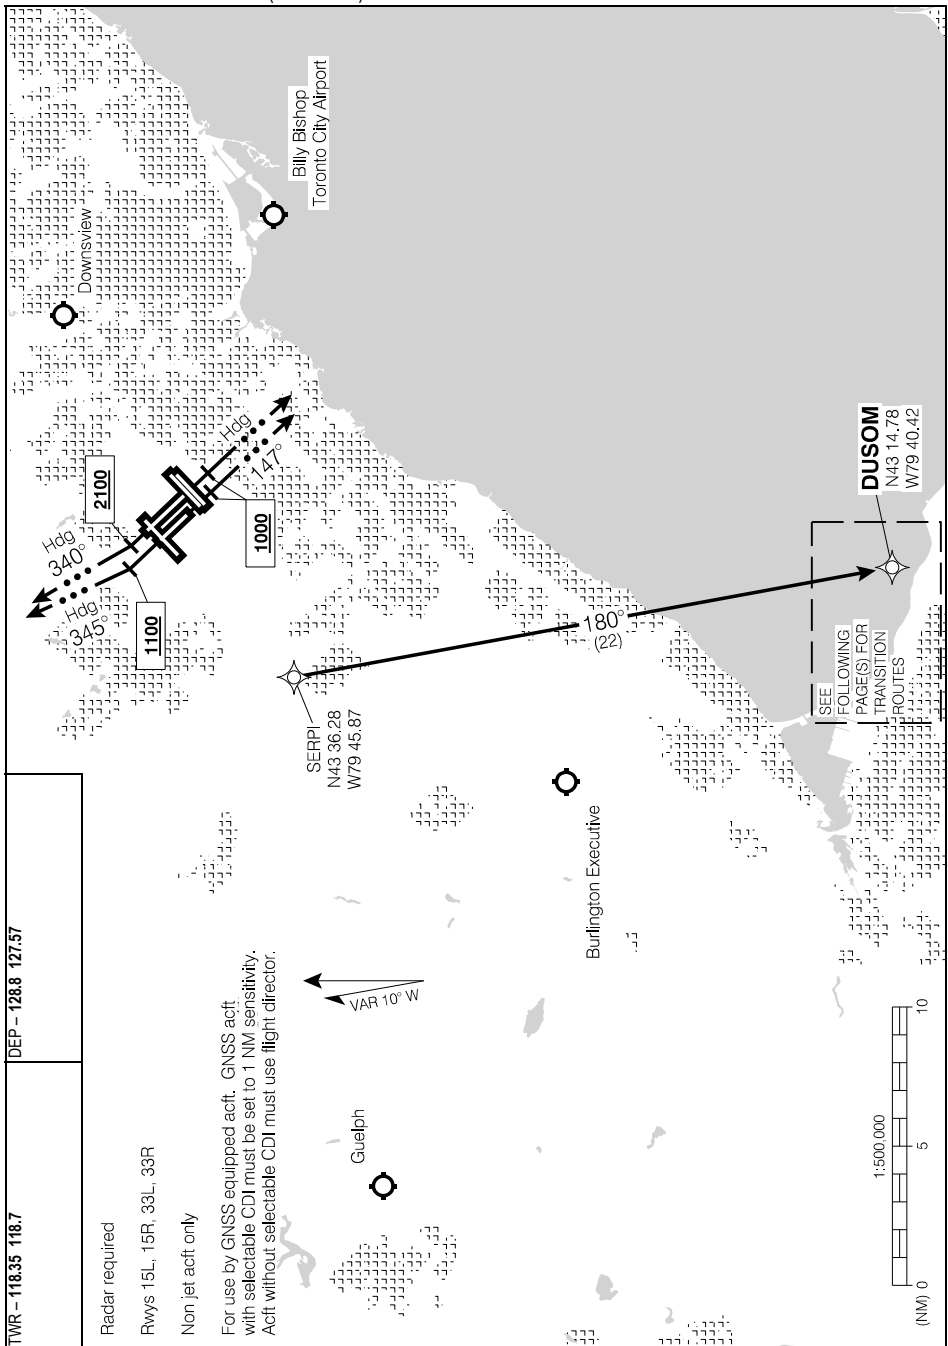 TWR – 118.35 118.7
DEP – 128.8 127.57
Radar required
Rwys 15L, 15R, 33L, 33R
Non jet acft only
For use by GNSS equipped acft. GNSS acft
with selectable CDI must be set to 1 NM sensitivity.
Acft without selectable CDI must use flight director.
VAR 10° W
Guelph
Burlington Executive
Downsview
Billy Bishop
Toronto City Airport
Hdg
340°
Hdg
345°
2100
1100
Hdg
147°
1000
SERPI
N43 36.28
W79 45.87
180°
(22)
DUSOM
N43 14.78
W79 40.42
SEE
FOLLOWING
PAGE(S) FOR
TRANSITION
ROUTES
1:500,000
(NM) 0 5 10